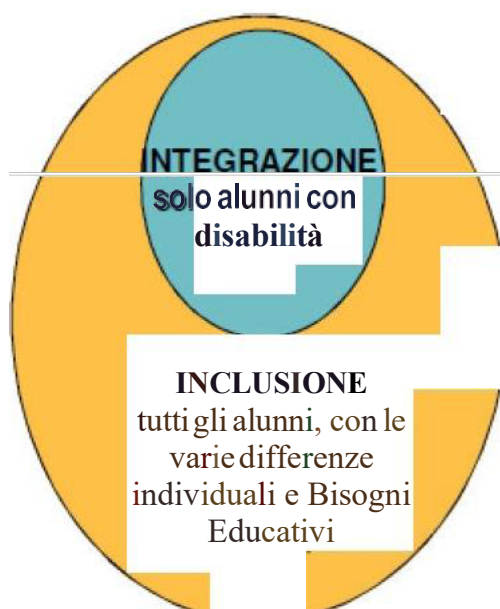 INTEGRAZIONE
solo alunni con
disabilità
INCLUSIONE
tutti gli alunni, con le
varie differenze
individuali e Bisogni
Educativi